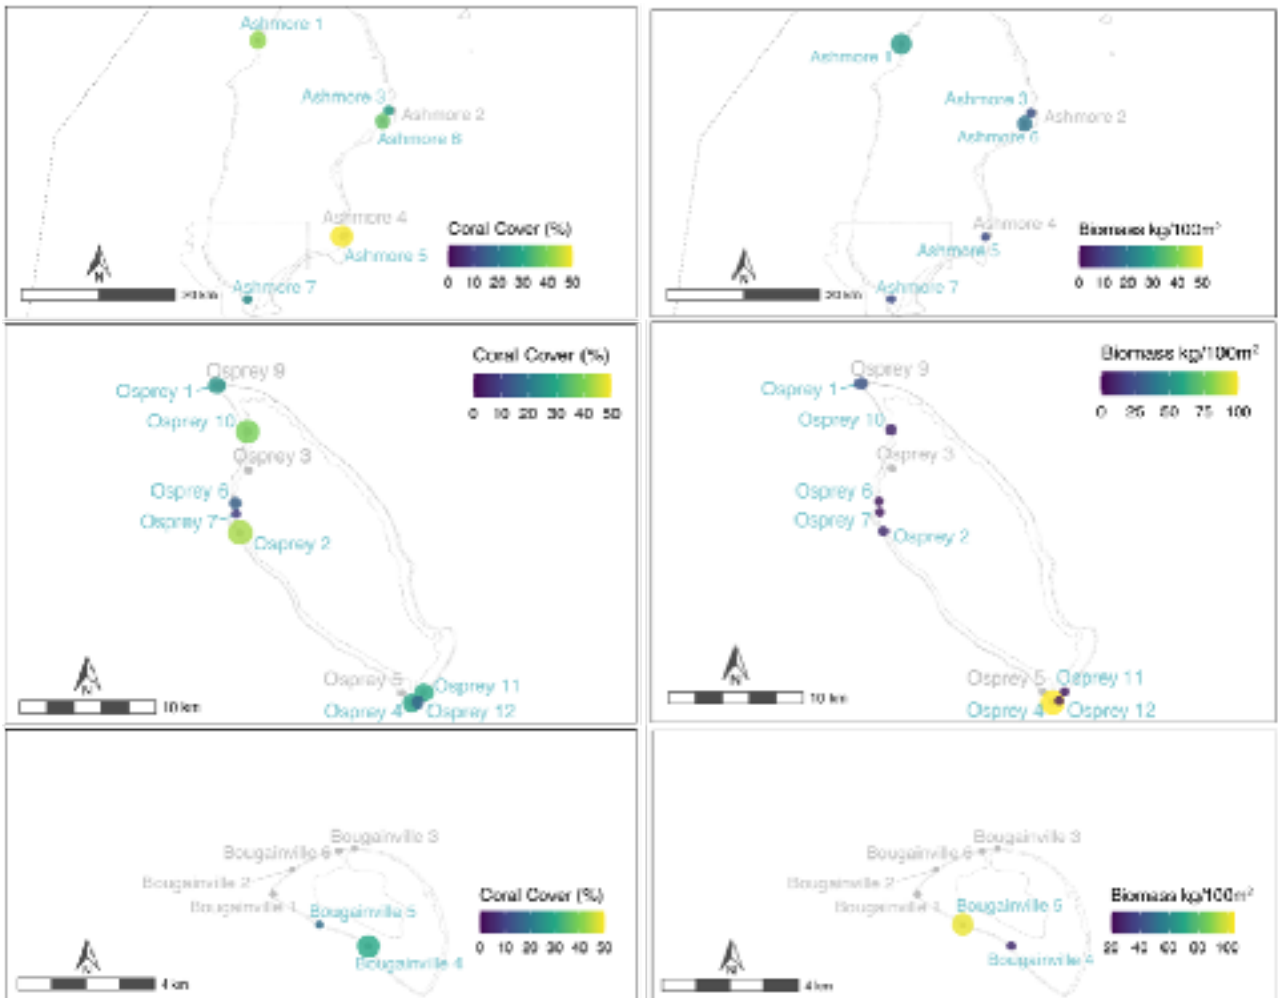 Ashmore 1
Ashmore 3
Ashmore 2
Ashmore 6
Ashmore 4
Ashmore 5
Ashmore 7
Coral Cover (%)
0 10 20 30 40 50
N
20 km
Ashmore 1
Ashmore 3
Ashmore 2
Ashmore 6
Ashmore 4
Ashmore 5
Ashmore 7
Biomass kg/100m²
0 10 20 30 40 50
N
20 km
Osprey 9
Osprey 1
Osprey 10
Osprey 3
Osprey 6
Osprey 7
Osprey 2
Osprey 5
Osprey 11
Osprey 4
Osprey 12
Coral Cover (%)
0 10 20 30 40 50
N
10 km
Osprey 9
Osprey 1
Osprey 10
Osprey 3
Osprey 6
Osprey 7
Osprey 2
Osprey 5
Osprey 11
Osprey 4
Osprey 12
Biomass kg/100m²
0 25 50 75 100
N
10 km
Bougainville 3
Bougainville 6
Bougainville 2
Bougainville 1
Bougainville 5
Bougainville 4
Coral Cover (%)
0 10 20 30 40 50
N
4 km
Bougainville 3
Bougainville 6
Bougainville 2
Bougainville 1
Bougainville 5
Bougainville 4
Biomass kg/100m²
20 40 60 80 100
N
4 km